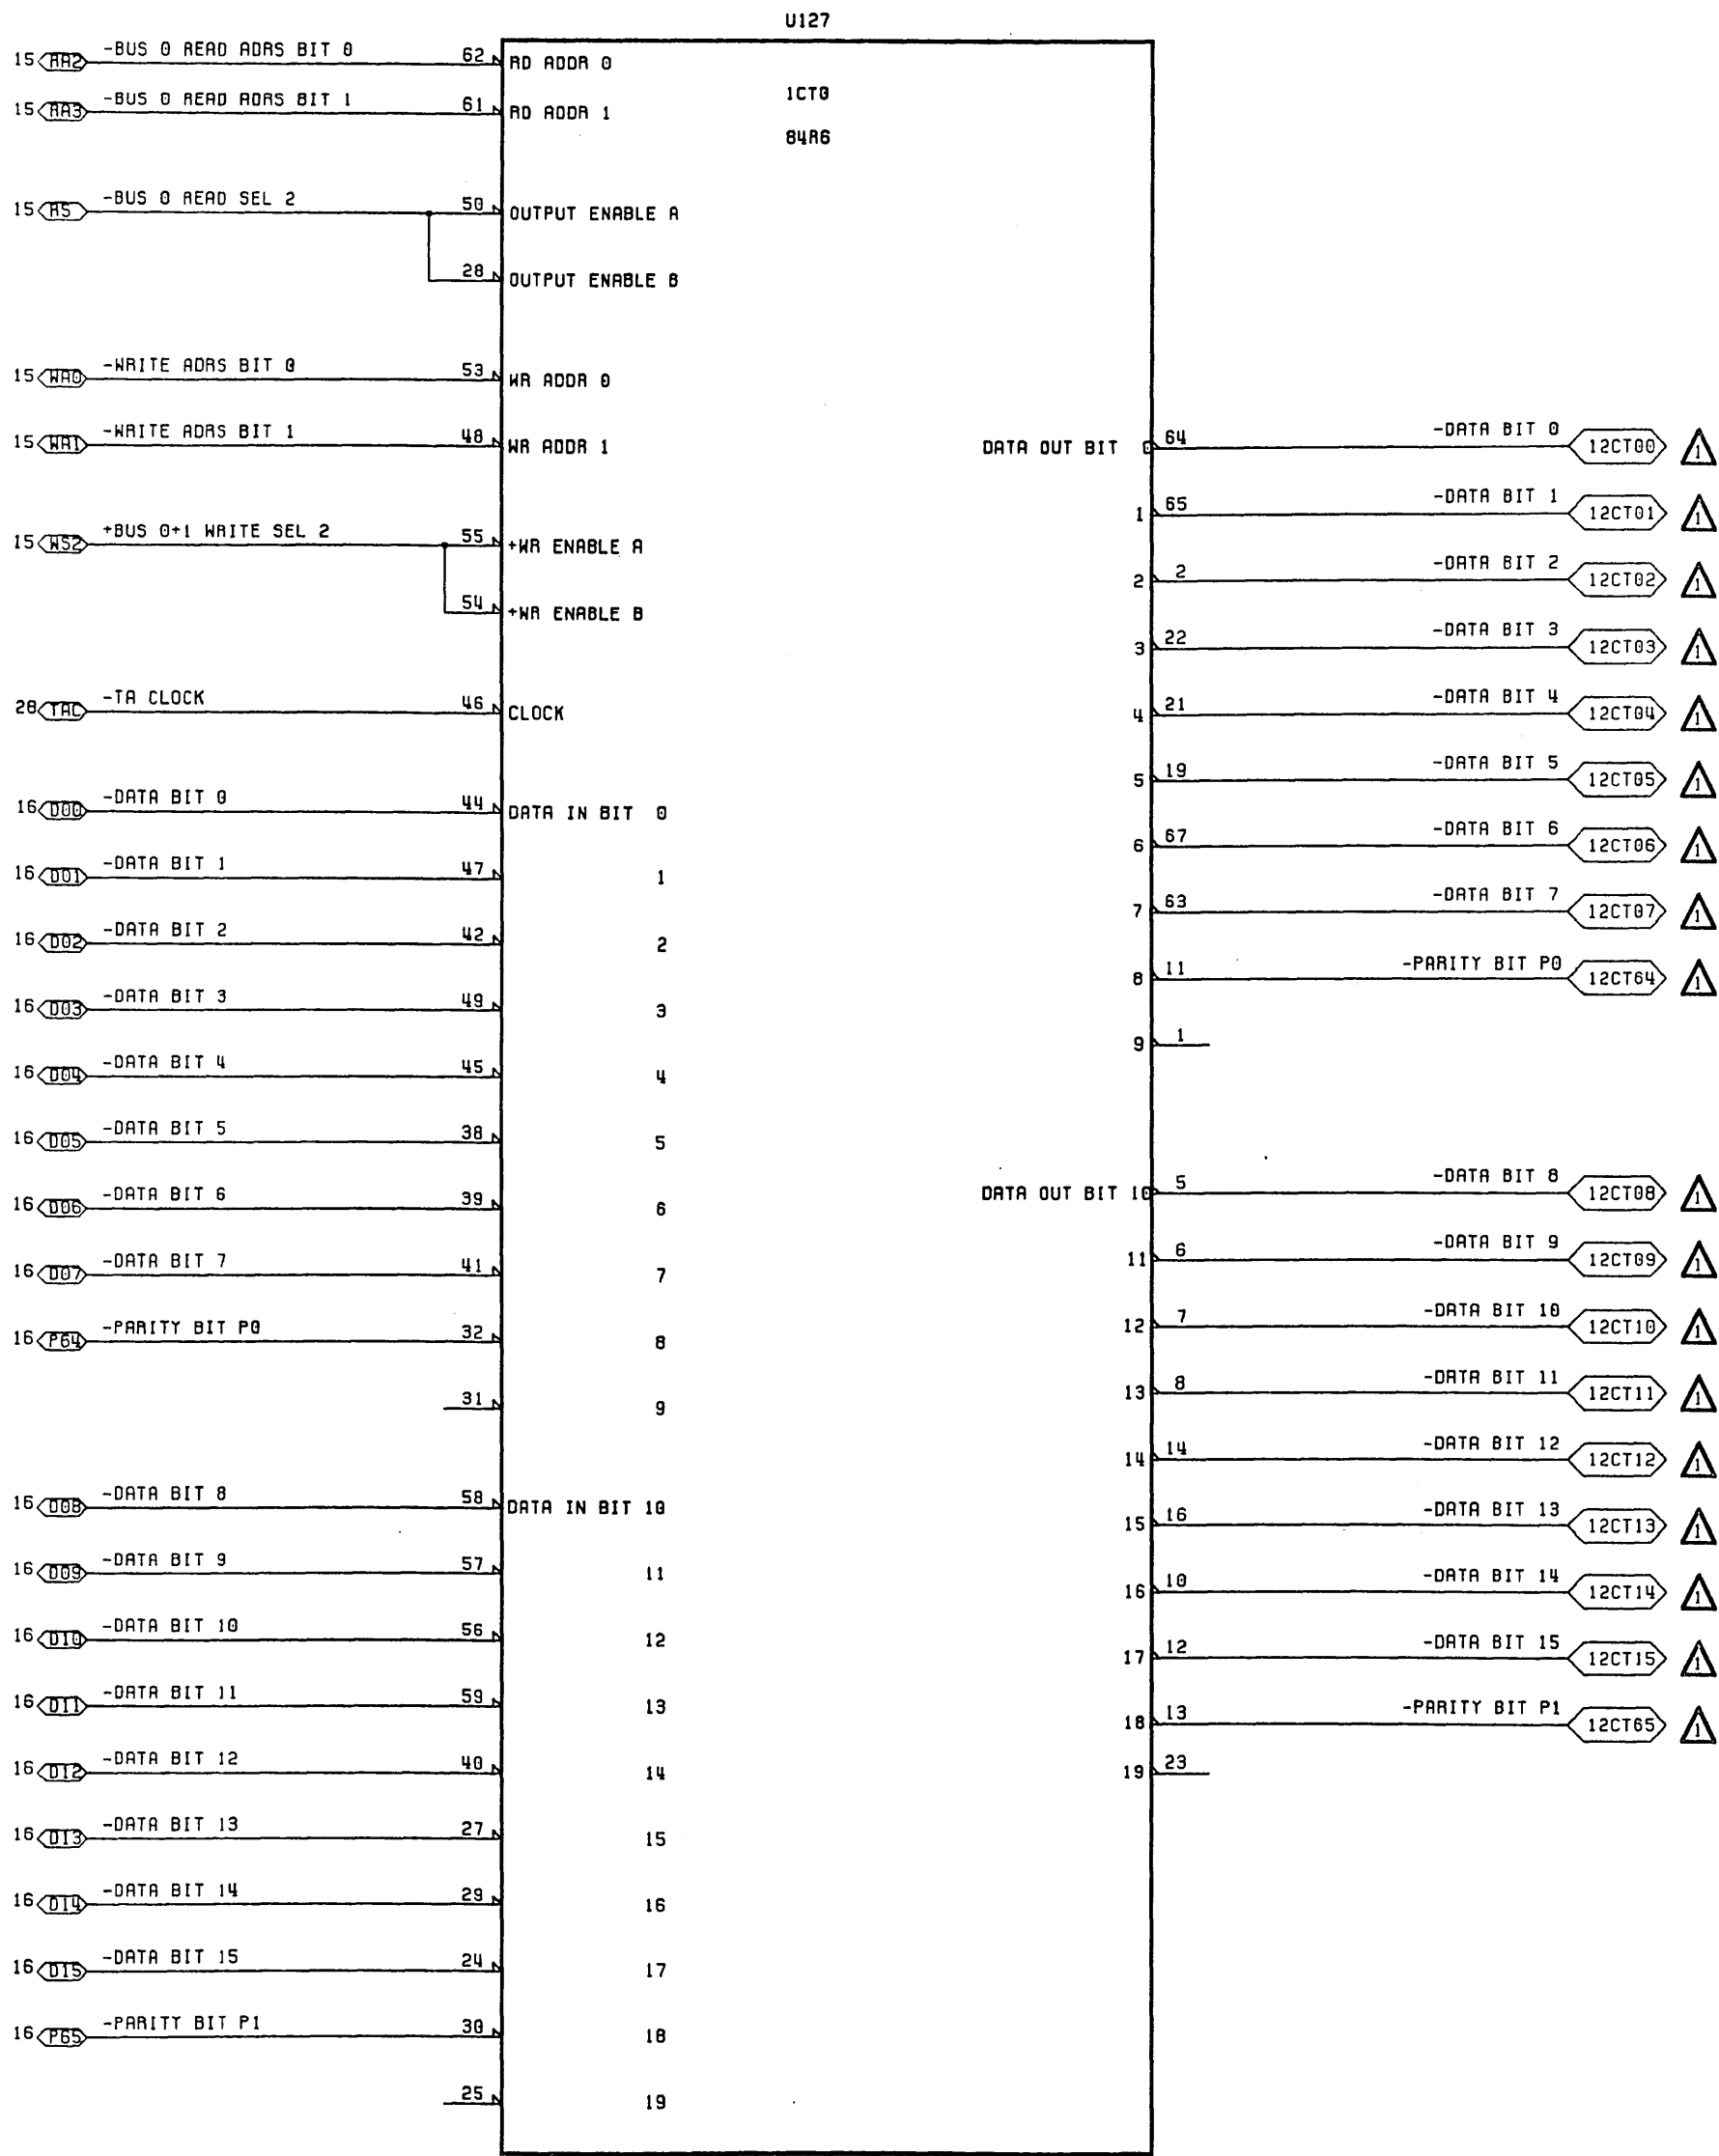 U127
1CT0
84R6
15 RA2 -BUS 0 READ ADRS BIT 0 62 RD ADDR 0
15 RA3 -BUS 0 READ ADRS BIT 1 61 RD ADDR 1
15 RS -BUS 0 READ SEL 2 50 OUTPUT ENABLE A
28 OUTPUT ENABLE B
15 WA0 -WRITE ADRS BIT 0 53 WR ADDR 0
15 WA1 -WRITE ADRS BIT 1 48 WR ADDR 1
15 WS2 +BUS 0+1 WRITE SEL 2 55 +WR ENABLE A
54 +WR ENABLE B
28 TAC -TA CLOCK 46 CLOCK
16 D00 -DATA BIT 0 44 DATA IN BIT 0
16 D01 -DATA BIT 1 47 1
16 D02 -DATA BIT 2 42 2
16 D03 -DATA BIT 3 49 3
16 D04 -DATA BIT 4 45 4
16 D05 -DATA BIT 5 38 5
16 D06 -DATA BIT 6 39 6
16 D07 -DATA BIT 7 41 7
16 P64 -PARITY BIT P0 32 8
31 9
16 D08 -DATA BIT 8 58 DATA IN BIT 10
16 D09 -DATA BIT 9 57 11
16 D10 -DATA BIT 10 56 12
16 D11 -DATA BIT 11 59 13
16 D12 -DATA BIT 12 40 14
16 D13 -DATA BIT 13 27 15
16 D14 -DATA BIT 14 29 16
16 D15 -DATA BIT 15 24 17
16 P65 -PARITY BIT P1 30 18
25 19
DATA OUT BIT 0 64 -DATA BIT 0 12CT00 1
1 65 -DATA BIT 1 12CT01 1
2 2 -DATA BIT 2 12CT02 1
3 22 -DATA BIT 3 12CT03 1
4 21 -DATA BIT 4 12CT04 1
5 19 -DATA BIT 5 12CT05 1
6 67 -DATA BIT 6 12CT06 1
7 63 -DATA BIT 7 12CT07 1
8 11 -PARITY BIT P0 12CT64 1
9 1
DATA OUT BIT 10 5 -DATA BIT 8 12CT08 1
11 6 -DATA BIT 9 12CT09 1
12 7 -DATA BIT 10 12CT10 1
13 8 -DATA BIT 11 12CT11 1
14 14 -DATA BIT 12 12CT12 1
15 16 -DATA BIT 13 12CT13 1
16 10 -DATA BIT 14 12CT14 1
17 12 -DATA BIT 15 12CT15 1
18 13 -PARITY BIT P1 12CT65 1
19 23